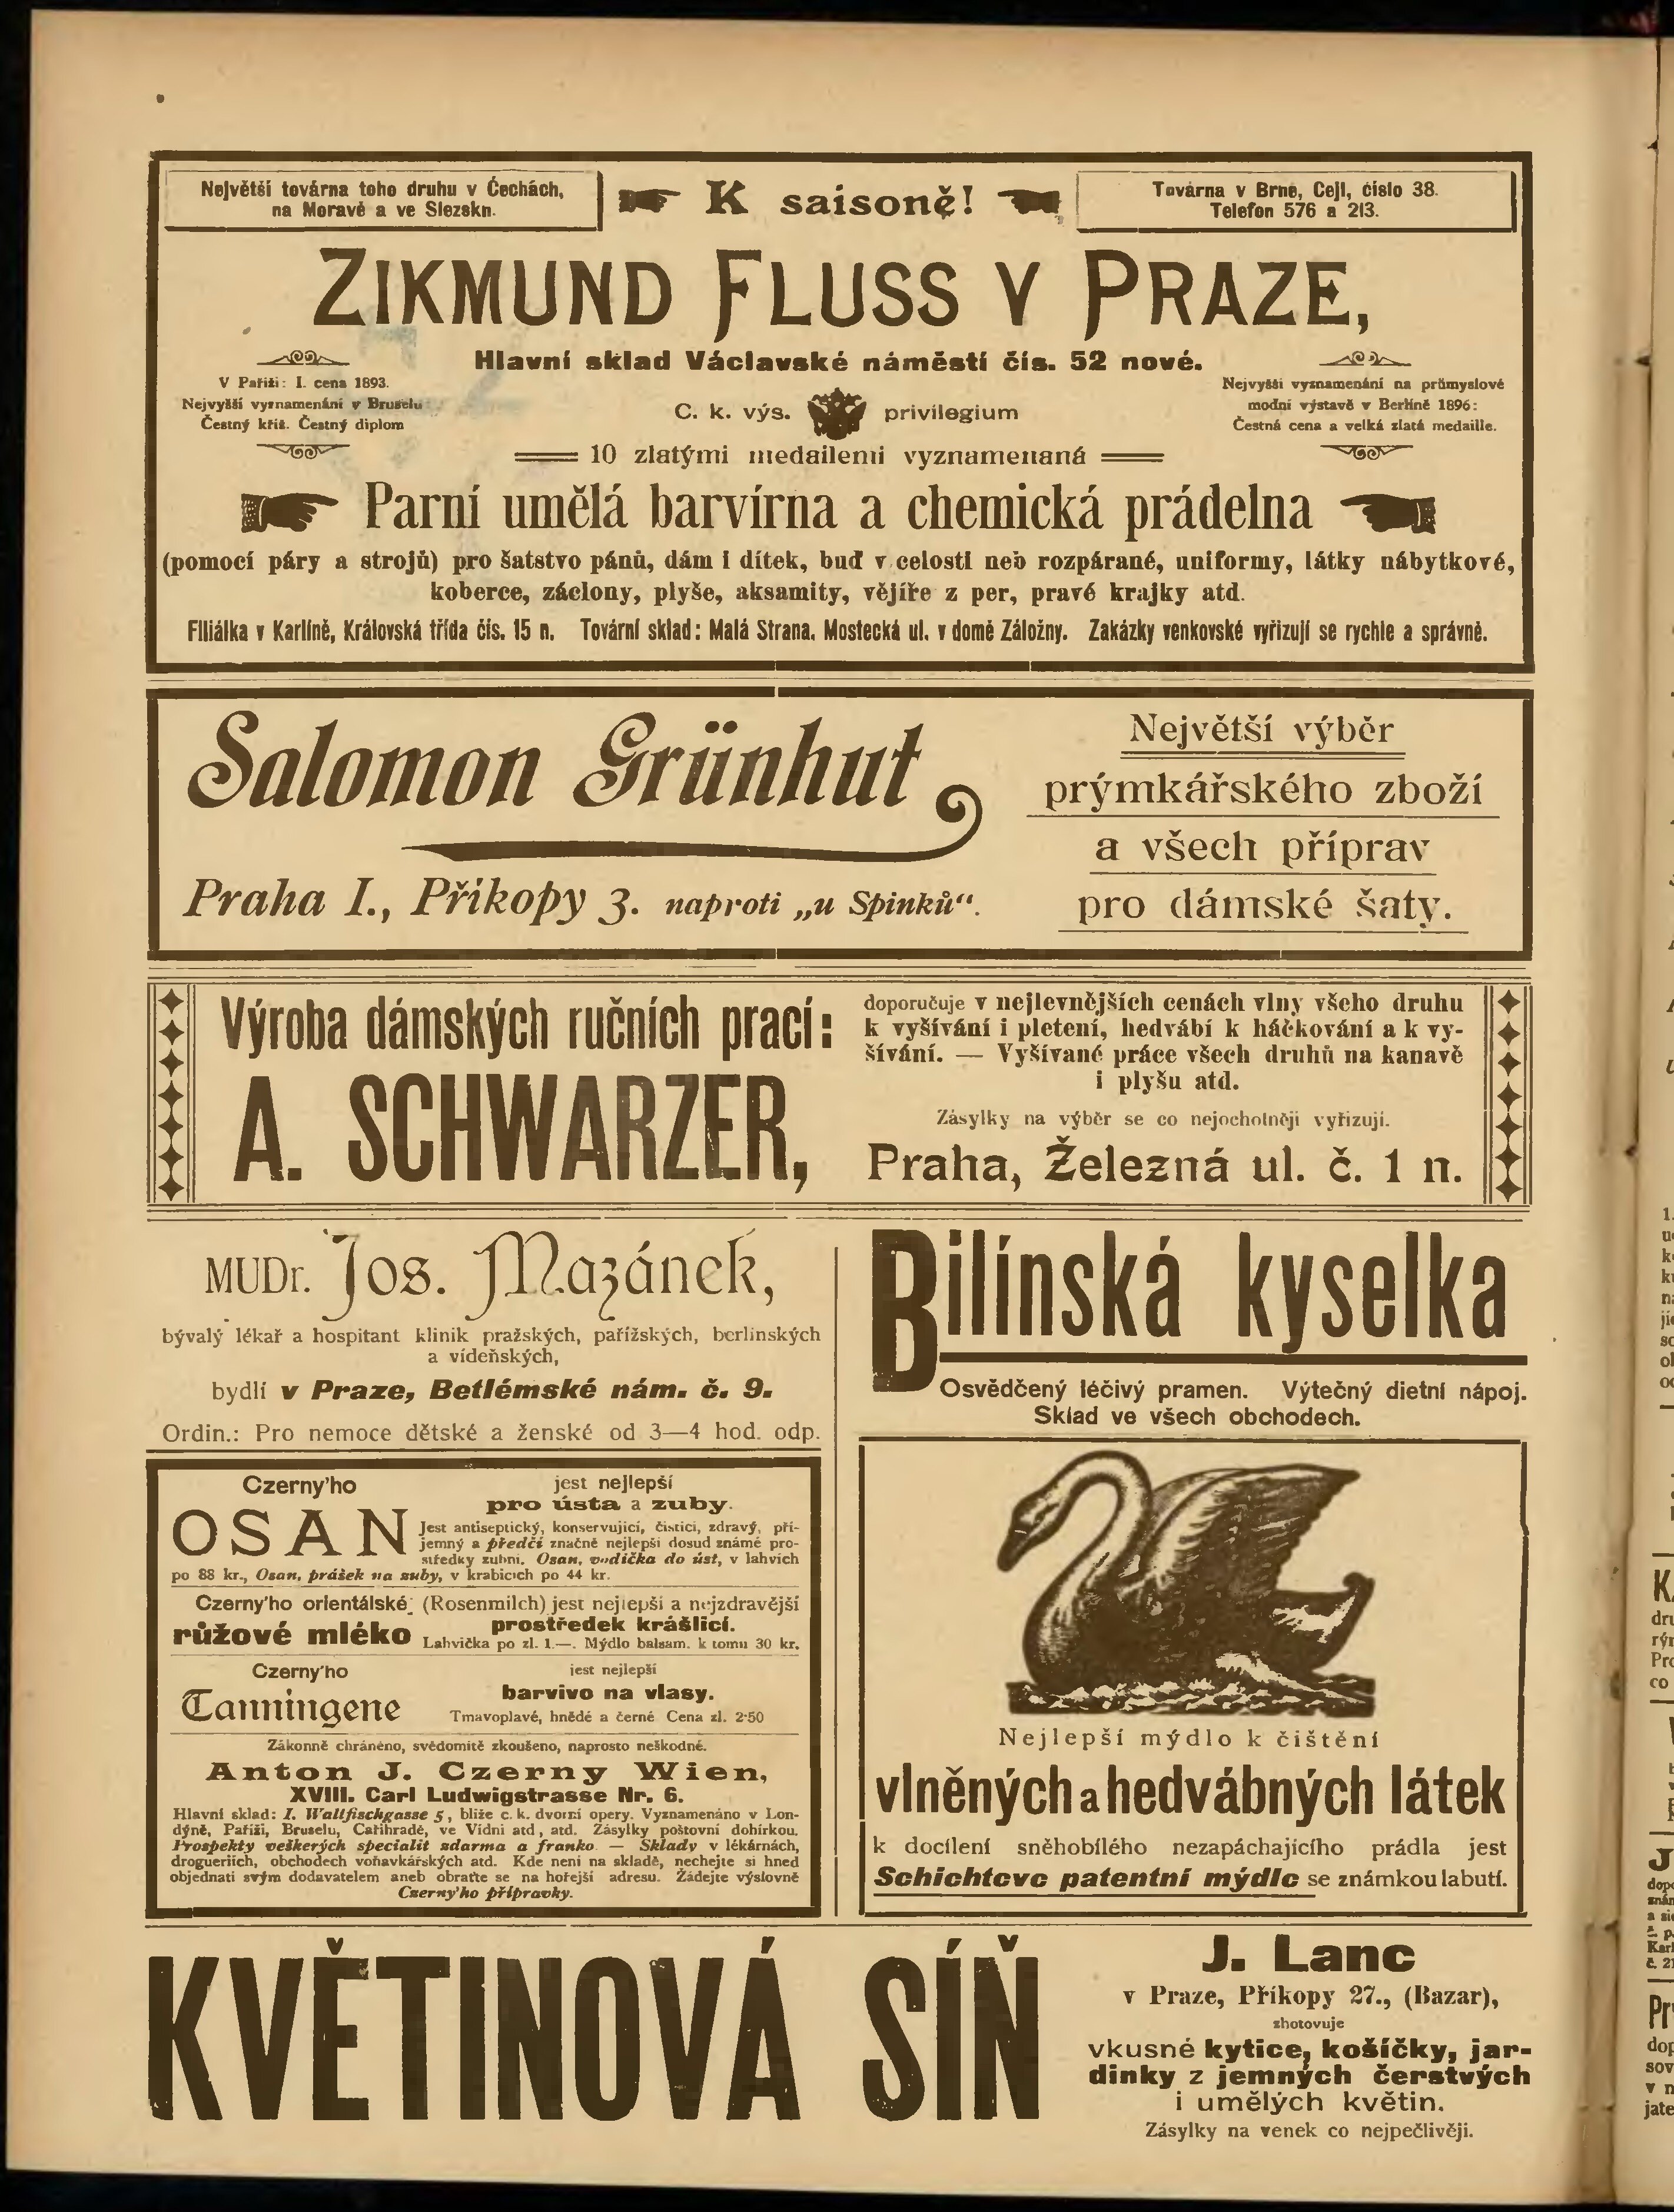 Největší továrna toho druhu v Čechách,
na Moravě a ve Slezskn.
K saisoně!
Továrna v Brně, Cejl, číslo 38.
Telefon 576 a 213.
ZIKMUND FLUSS V PRAZE,
Hlavní sklad Václavské náměstí čís. 52 nové.
V Paříži: I. cena 1893.
Nejvyšší vyznamenání v Bruselu
Čestný kříž. Čestný diplom
C. k. výs. privilegium
Nejvyšší vyznamenání na průmyslové
modní výstavě v Berlíně 1896:
Čestná cena a velká zlatá medaille.
10 zlatými medailemi vyznamenaná
Parní umělá barvírna a chemická prádelna
(pomocí páry a strojů) pro šatstvo pánů, dám i dítek, buď v celosti neb rozpárané, uniformy, látky nábytkové,
koberce, záclony, plyše, aksamity, vějíře z per, pravé krajky atd.
Filiálka v Karlíně, Královská třída čís. 15 n. Tovární sklad: Malá Strana, Mostecká ul. v domě Záložny. Zakázky venkovské vyřizují se rychle a správně.
Salomon Grünhut
Praha I., Příkopy 3. naproti „u Spinků“.
Největší výběr
prýmkářského zboží
a všech příprav
pro dámské šaty.
Výroba dámských ručních prací:
A. SCHWARZER,
doporučuje v nejlevnějších cenách vlny všeho druhu
k vyšívání i pletení, hedvábí k háčkování a k vy-
šívání. — Vyšívané práce všech druhů na kanavě
i plyšu atd.
Zásylky na výběr se co nejochotněji vyřizují.
Praha, Železná ul. č. 1 n.
MUDr. Jos. Mazánek,
bývalý lékař a hospitant klinik pražských, pařížských, berlínských
a vídeňských,
bydlí v Praze, Betlémské nám. č. 9.
Ordin.: Pro nemoce dětské a ženské od 3—4 hod. odp.
Bilínská kyselka
Osvědčený léčivý pramen. Výtečný dietní nápoj.
Sklad ve všech obchodech.
Czerny'ho
OSAN
jest nejlepší
pro ústa a zuby.
Jest antiseptický, konservující, čistící, zdravý, pří-
jemný a předčí značně nejlepší dosud známé pro-
středky zubní. Osan, vodička do úst, v lahvích
po 88 kr., Osan, prášek na zuby, v krabicích po 44 kr.
Czerny'ho orientálské (Rosenmilch) jest nejlepší a nejzdravější
růžové mléko prostředek krášlicí.
Lahvička po zl. 1.—. Mýdlo balsam. k tomu 30 kr.
Czerny'ho
Tanningene
jest nejlepší
barvivo na vlasy.
Tmavoplavé, hnědé a černé Cena zl. 2·50
Zákonně chráněno, svědomitě zkoušeno, naprosto neškodné.
Anton J. Czerny Wien,
XVIII. Carl Ludwigstrasse Nr. 6.
Hlavní sklad: I. Wallfischgasse 5, blíže c. k. dvorní opery. Vyznamenáno v Lon-
dýně, Paříži, Bruselu, Cařihradě, ve Vídni atd, atd. Zásylky poštovní dohírkou.
Prospekty veškerých specialit zdarma a franko. — Sklady v lékárnách,
drogueriích, obchodech voňavkářských atd. Kde není na skladě, nechejte si hned
objednati svým dodavatelem aneb obraťte se na hořejší adresu. Žádejte výslovně
Czerny'ho přípravky.
Nejlepší mýdlo k čištění
vlněných a hedvábných látek
k docílení sněhobílého nezapáchajícího prádla jest
Schichtovo patentní mýdlo se známkou labutí.
KVĚTINOVÁ SÍŇ
J. Lanc
v Praze, Příkopy 27., (Bazar),
zhotovuje
vkusné kytice, košíčky, jar-
dinky z jemných čerstvých
i umělých květin.
Zásylky na venek co nejpečlivěji.